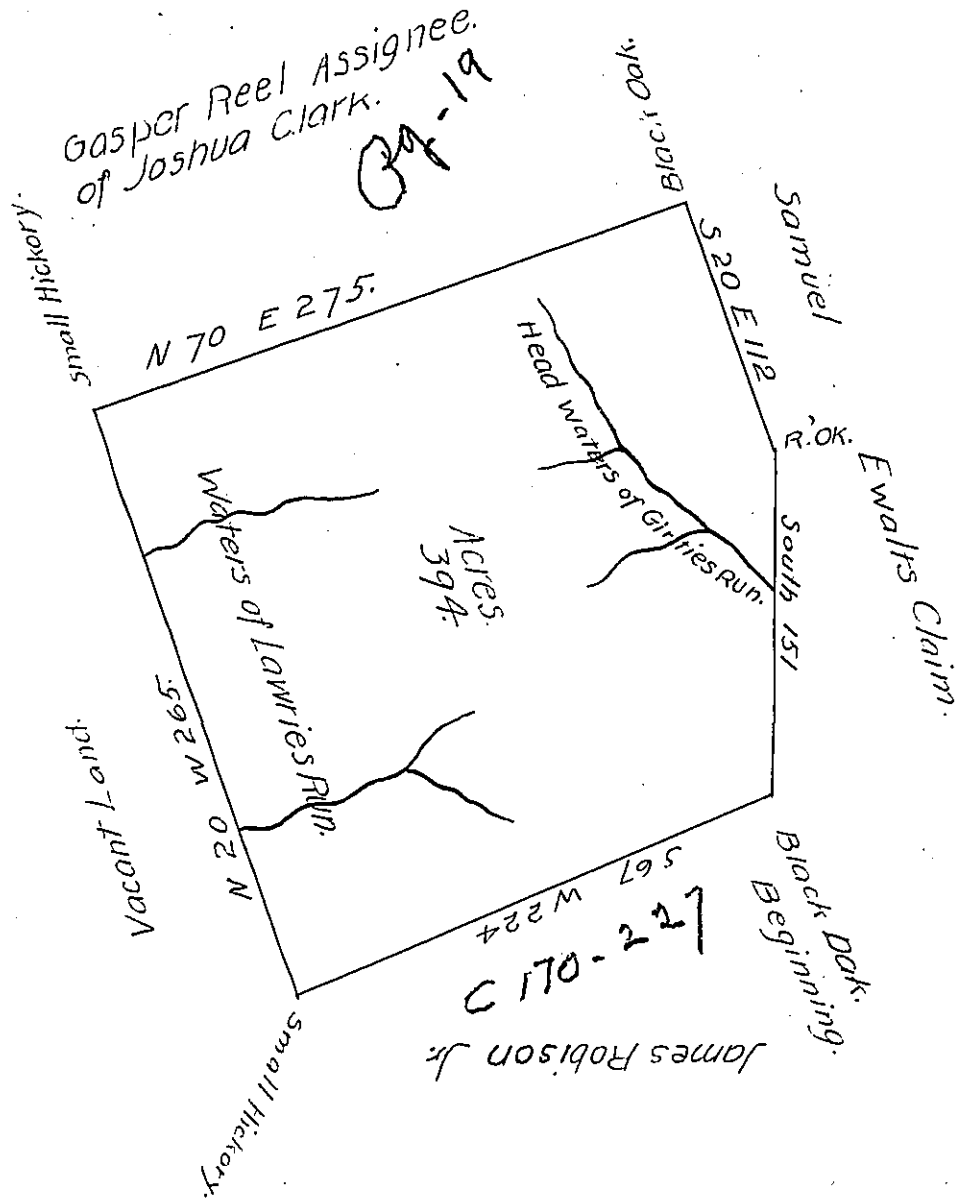 Gasper Reel Assignee.
of Joshua Clark.
Small Hickory.
Black Oak.
N 70 E 275.
S 20 E 112
Samuel
R. OK.
Ewalts Claim.
South 151
Head Waters of Girties Run.
Acres.
394.
Waters of Lawries Run.
N 20 W 265.
Vacant Land.
S 67 W 224
C 170-227
Black Oak.
Beginning.
James Robison Jr.
Small Hickory.